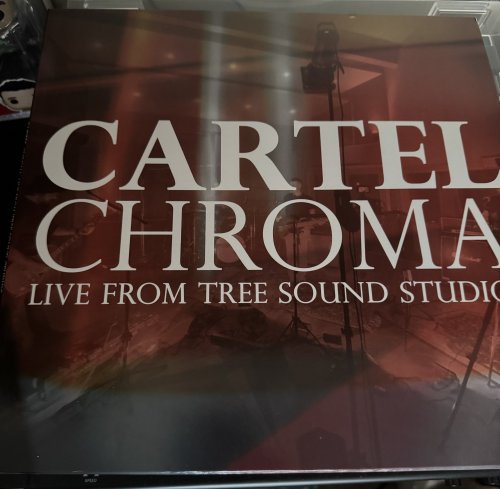 CARTEL
CHROMA
LIVE FROM TREE SOUND STUDIO